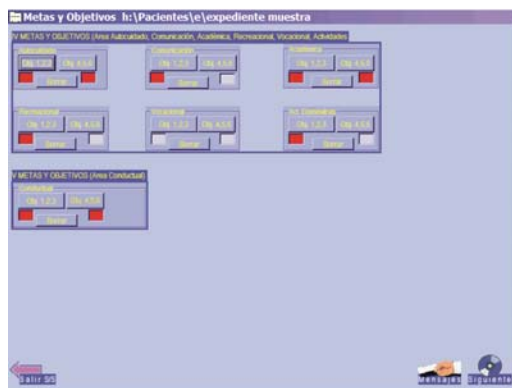 Metas y Objetivos h:\Pacientes\e\expediente muestra
IV METAS Y OBJETIVOS (Area Autocuidado, Comunicación, Académica, Recreacional, Vocacional, Actividades
Autocuidado
Comunicación
Académica
Obj. 1,2,3 Obj. 4,5,6
Obj. 1,2,3 Obj. 4,5,6
Obj. 1,2,3 Obj. 4,5,6
Borrar
Borrar
Borrar
Recreacional
Vocacional
Act. Domésticas
Obj. 1,2,3 Obj. 4,5,6
Obj. 1,2,3 Obj. 4,5,6
Obj. 1,2,3 Obj. 4,5,6
Borrar
Borrar
Borrar
V METAS Y OBJETIVOS (Area Conductual)
Conductual
Obj. 1,2,3 Obj. 4,5,6
Borrar
Salir SIS
Mensajes
Siguiente